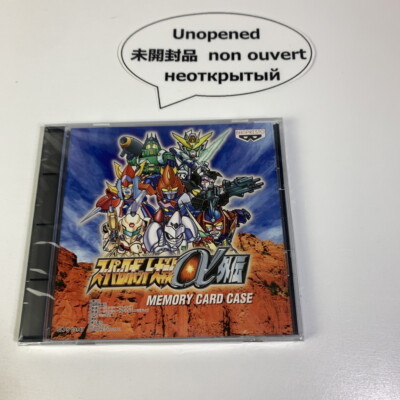 Unopened
未開封品 non ouvert
неоткрытый
BANPRESTO
スーパーロボット大戦α外伝
MEMORY CARD CASE